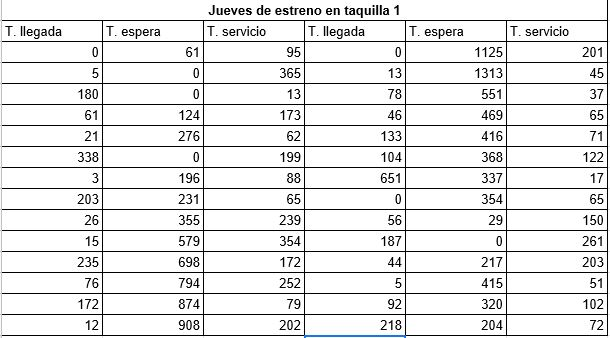 Jueves de estreno en taquilla 1
T. llegada T. espera T. servicio T. llegada T. espera T. servicio
0 61 95 0 1125 201
5 0 365 13 1313 45
180 0 13 78 551 37
61 124 173 46 469 65
21 276 62 133 416 71
338 0 199 104 368 122
3 196 88 651 337 17
203 231 65 0 354 65
26 355 239 56 29 150
15 579 354 187 0 261
235 698 172 44 217 203
76 794 252 5 415 51
172 874 79 92 320 102
12 908 202 218 204 72